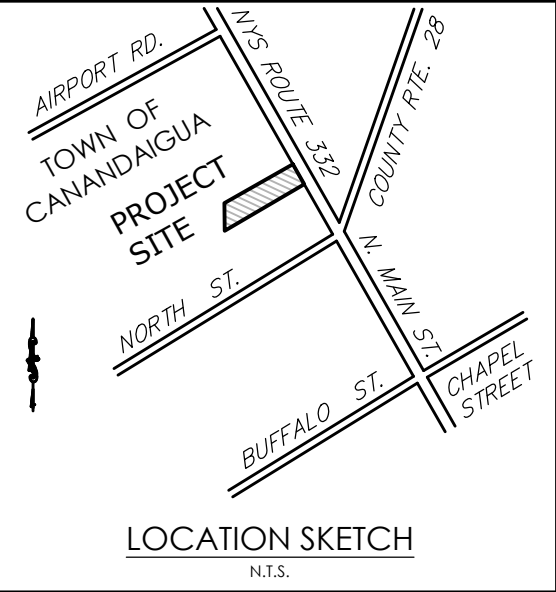 AIRPORT RD.
NYS ROUTE 332
COUNTY RTE. 28
TOWN OF
CANANDAIGUA
PROJECT
SITE
NORTH ST.
N. MAIN ST.
BUFFALO ST.
CHAPEL
STREET
LOCATION SKETCH
N.T.S.